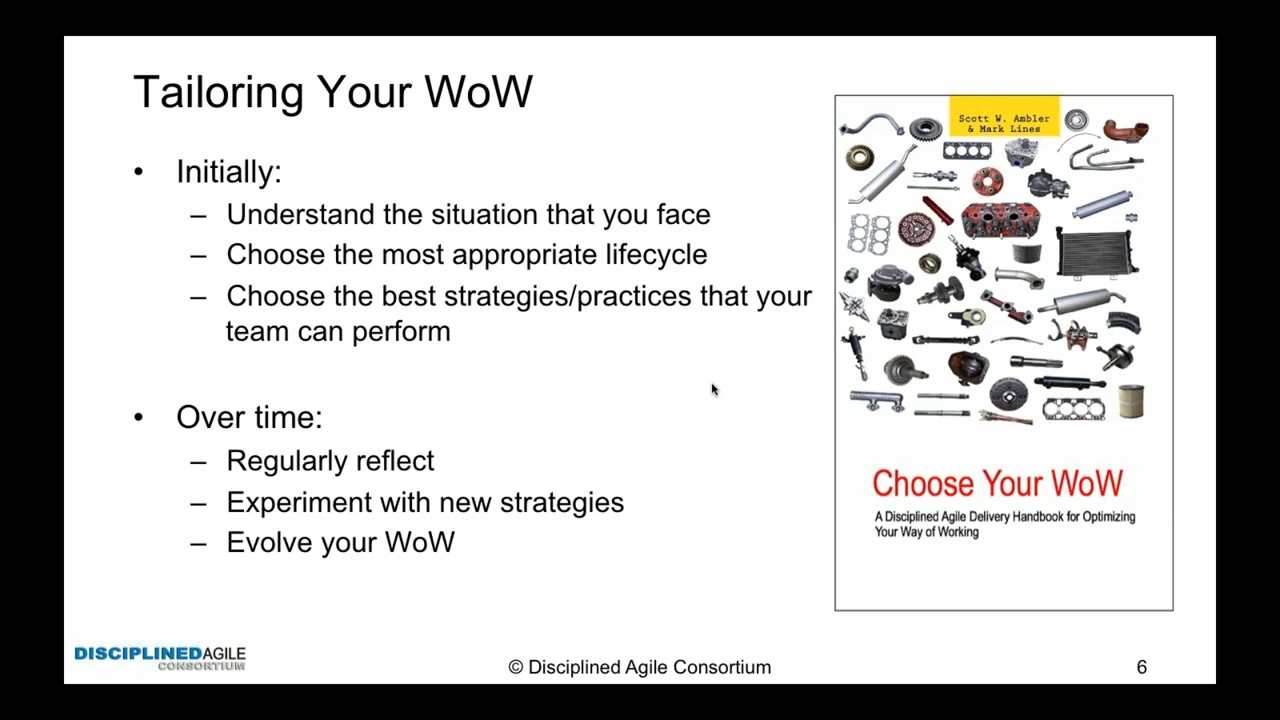 Tailoring Your WoW
• Initially:
– Understand the situation that you face
– Choose the most appropriate lifecycle
– Choose the best strategies/practices that your
team can perform
• Over time:
– Regularly reflect
– Experiment with new strategies
– Evolve your WoW
Scott W. Ambler
& Mark Lines
Choose Your WoW
A Disciplined Agile Delivery Handbook for Optimizing
Your Way of Working
DISCIPLINEDAGILE
CONSORTIUM
© Disciplined Agile Consortium
6